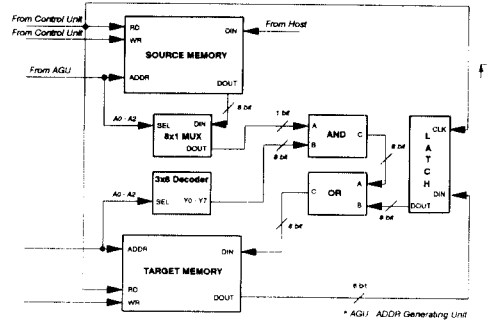 From Control Unit
From Control Unit
RD
WR
DIN
From Host
SOURCE MEMORY
From AGU
ADDR
DOUT
8 bit
A0 - A2
SEL
DIN
8x1 MUX
DOUT
1 bit
A
AND
C
B
8 bit
8 bit
CLK
LATCH
DIN
DOUT
3x8 Decoder
A0 - A2
SEL
Y0 - Y7
C
A
OR
B
8 bit
8 bit
ADDR
DIN
TARGET MEMORY
RD
WR
DOUT
8 bit
* AGU ADDR Generating Unit